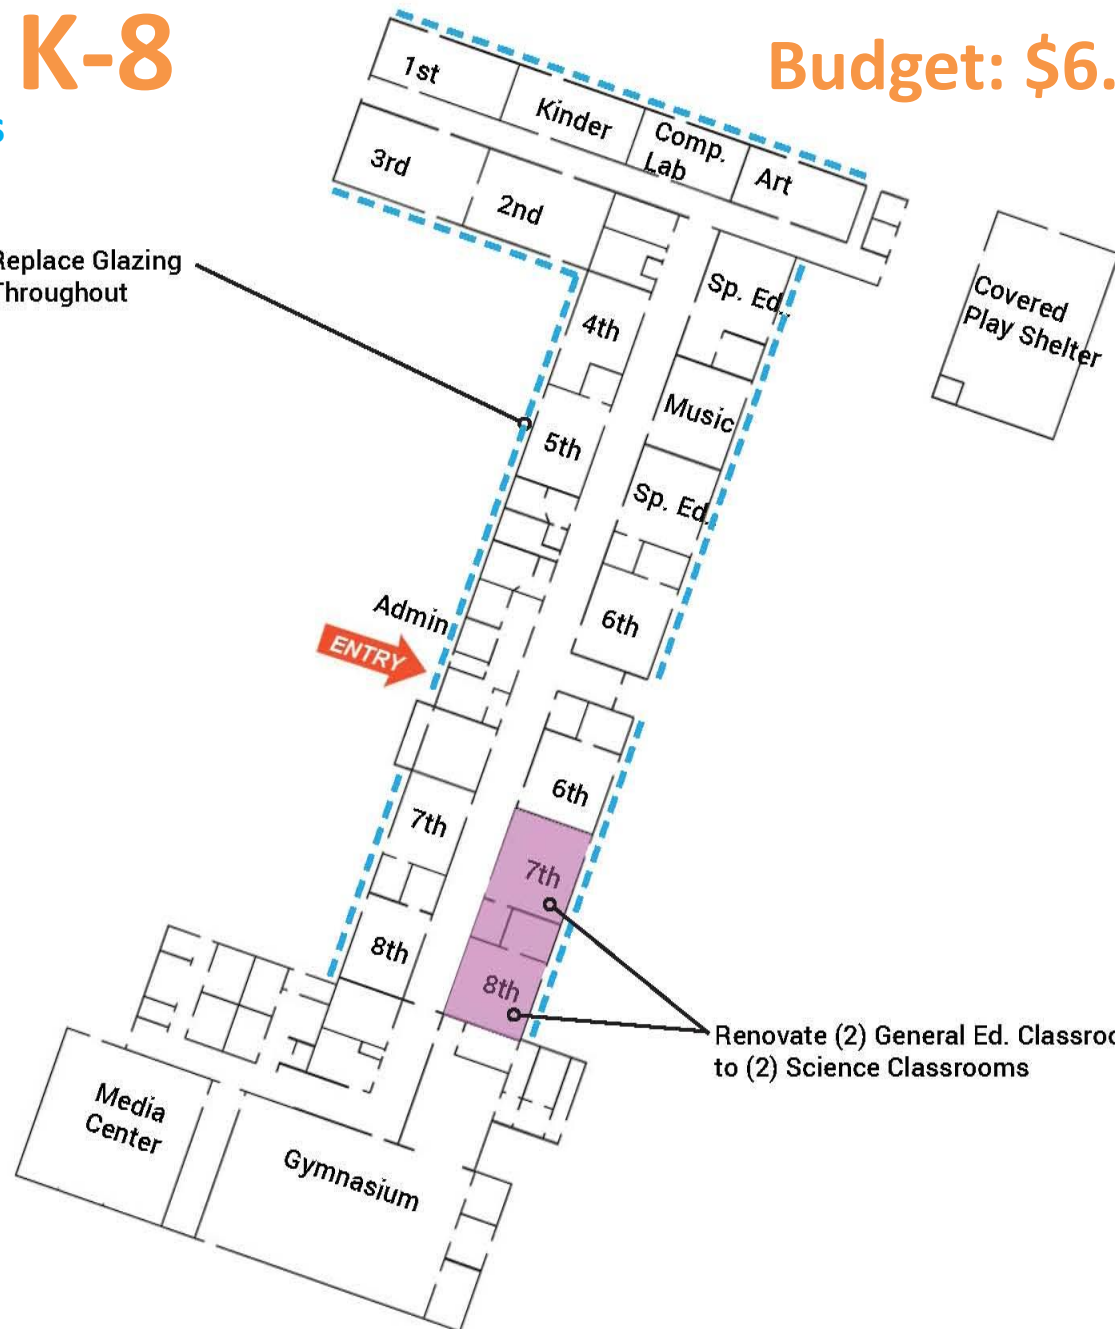 K-8
Budget: $6.
s
1st
Kinder
Comp.
Lab
Art
3rd
2nd
Replace Glazing
Throughout
Sp. Ed.
Covered
Play Shelter
4th
Music
5th
Sp. Ed.
Admin
6th
ENTRY
6th
7th
7th
8th
8th
Renovate (2) General Ed. Classroo
to (2) Science Classrooms
Media
Center
Gymnasium